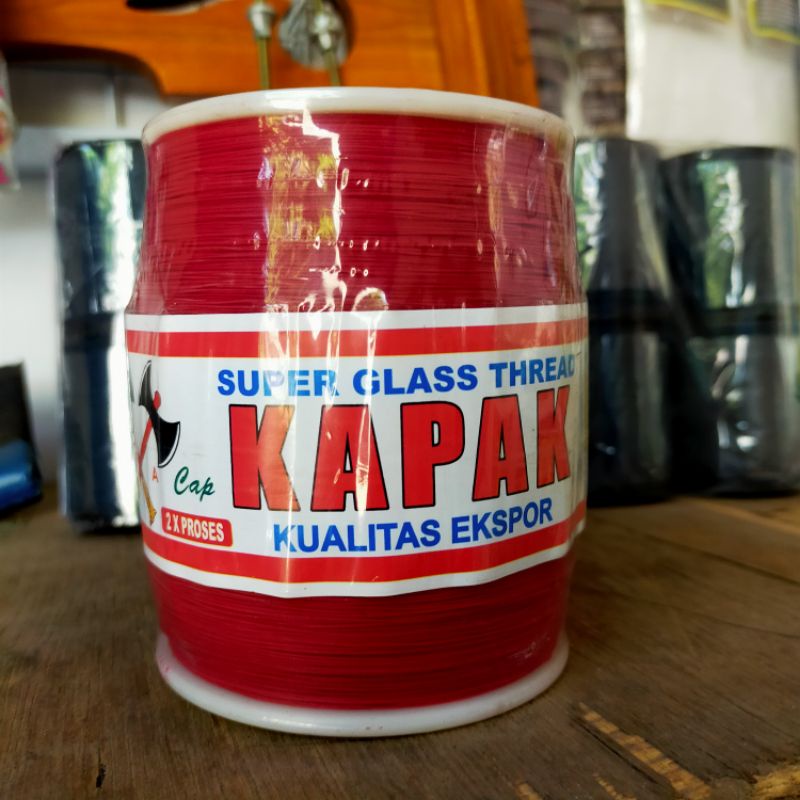 SUPER GLASS THREAD
Cap KAPAK
2 X PROSES
KUALITAS EKSPOR